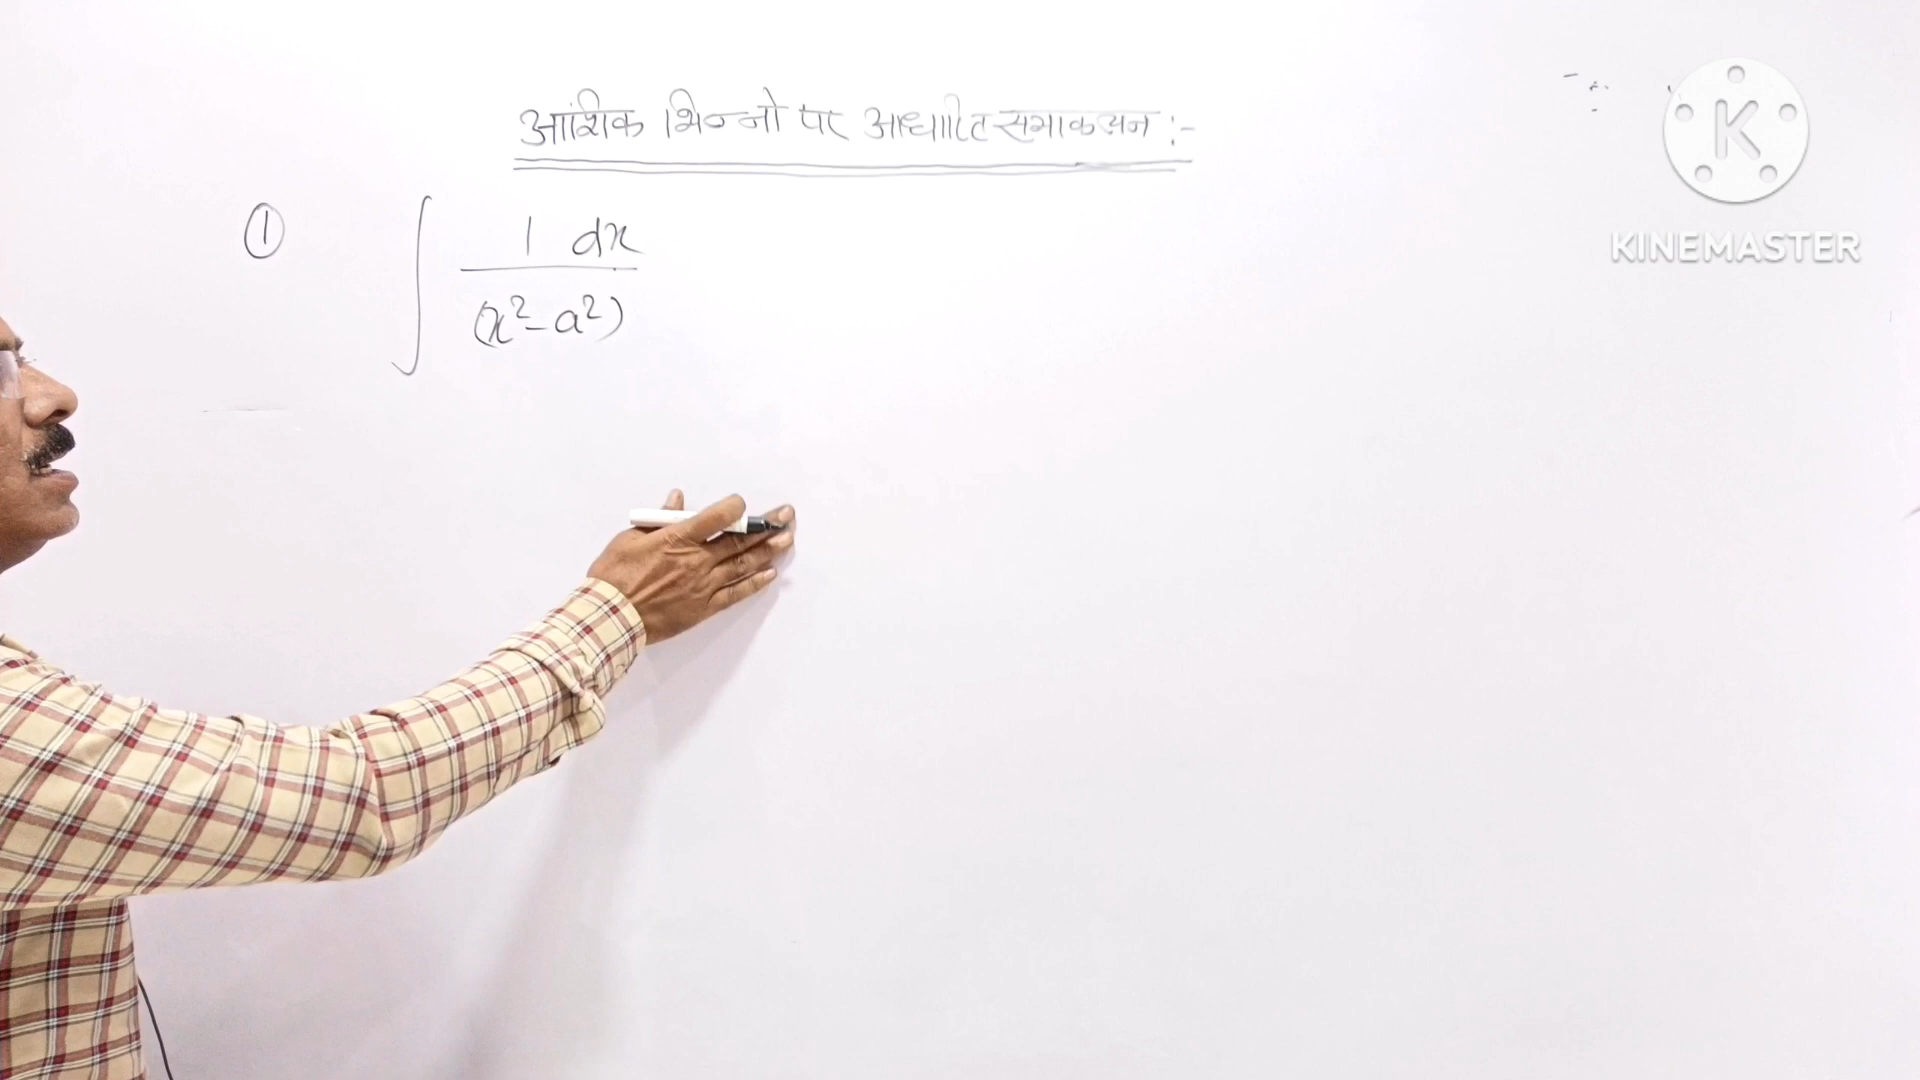 आंशिक भिन्नो पर आधारित समाकलन :-
① ∫ 1 dx / (x² - a²)
K
KINEMASTER